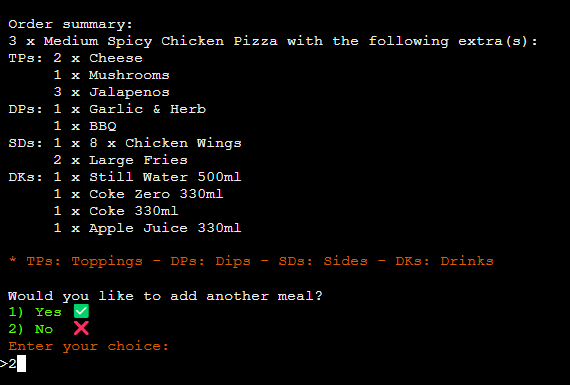 Order summary:
3 x Medium Spicy Chicken Pizza with the following extra(s):
TPs: 2 x Cheese
1 x Mushrooms
3 x Jalapenos
DPs: 1 x Garlic & Herb
1 x BBQ
SDs: 1 x 8 x Chicken Wings
2 x Large Fries
DKs: 1 x Still Water 500ml
1 x Coke Zero 330ml
1 x Coke 330ml
1 x Apple Juice 330ml
* TPs: Toppings - DPs: Dips - SDs: Sides - DKs: Drinks
Would you like to add another meal?
1) Yes ✅
2) No ❌
Enter your choice:
>2